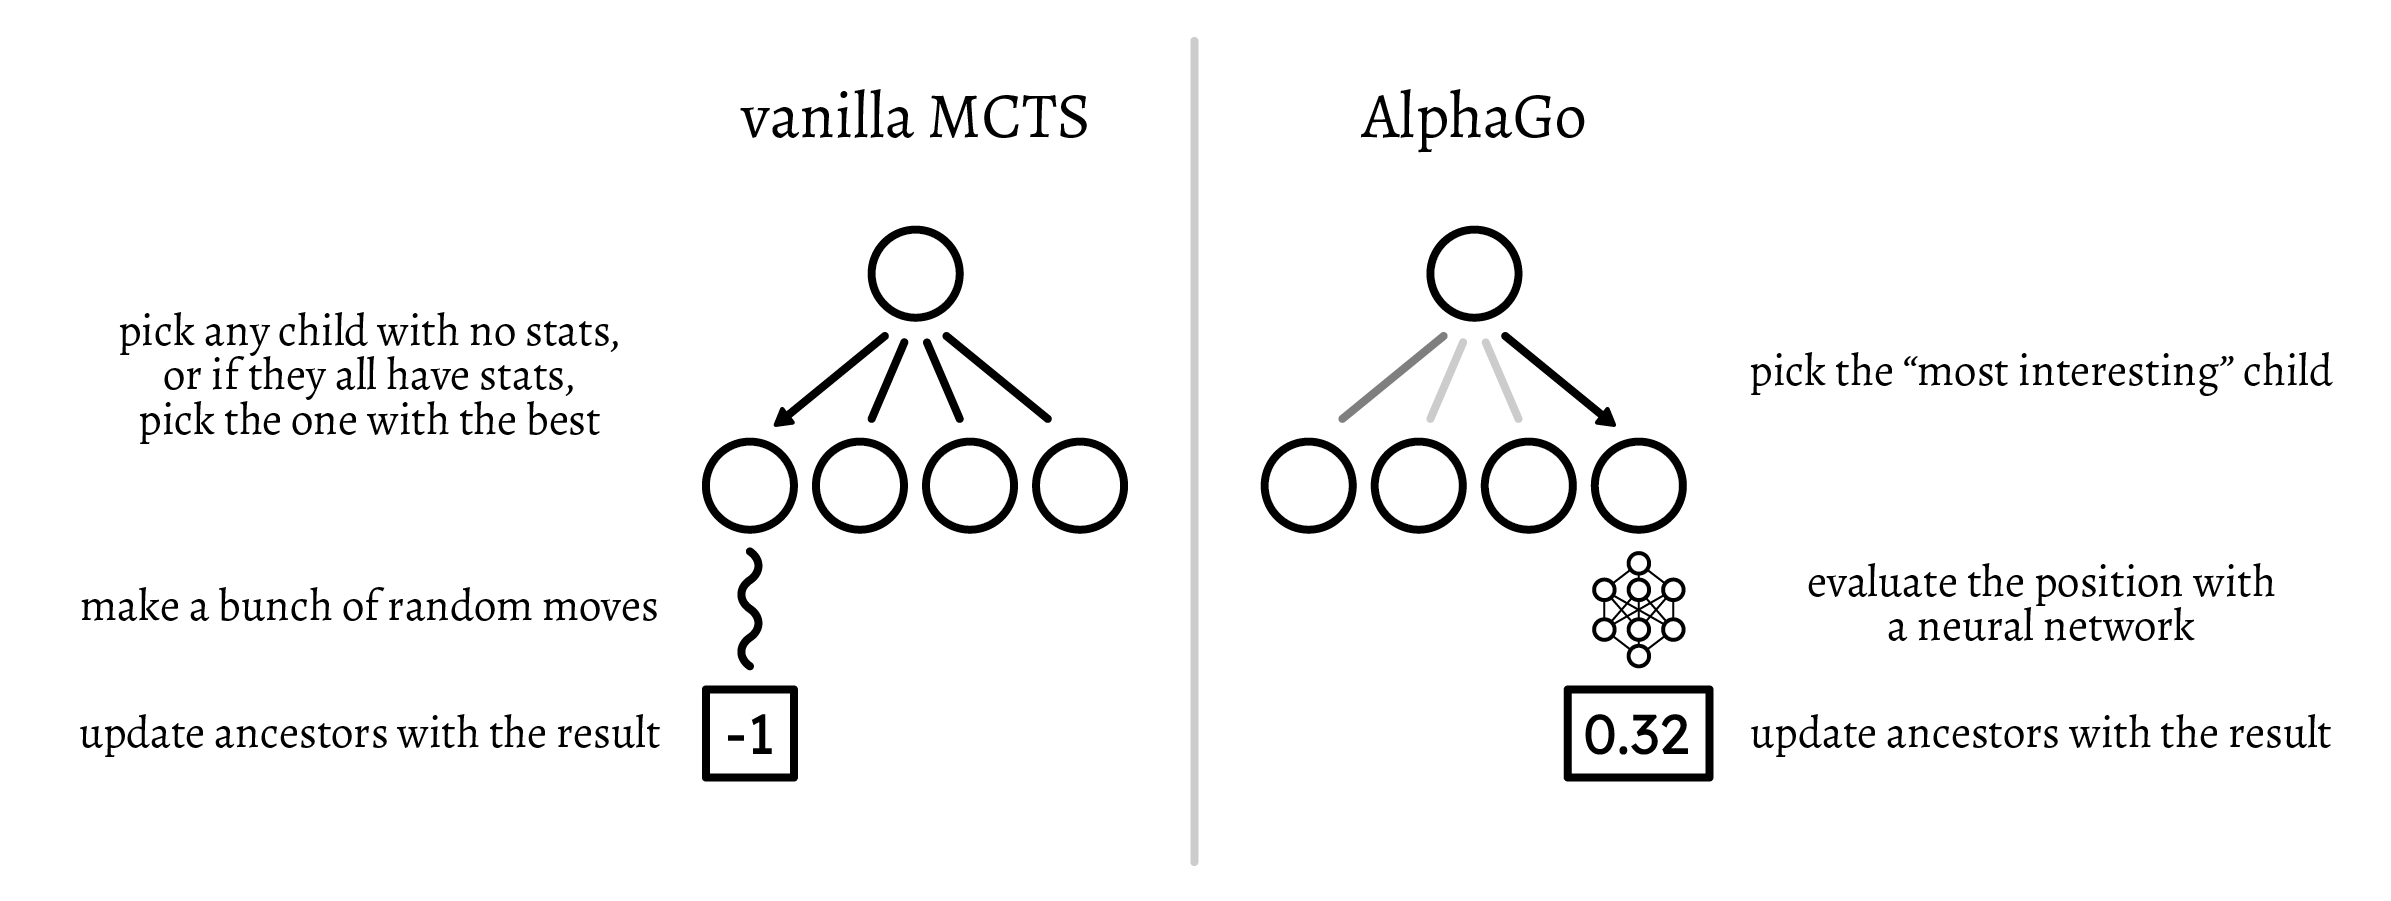 vanilla MCTS
pick any child with no stats,
or if they all have stats,
pick the one with the best
make a bunch of random moves
update ancestors with the result
-1
AlphaGo
pick the “most interesting” child
evaluate the position with
a neural network
0.32
update ancestors with the result